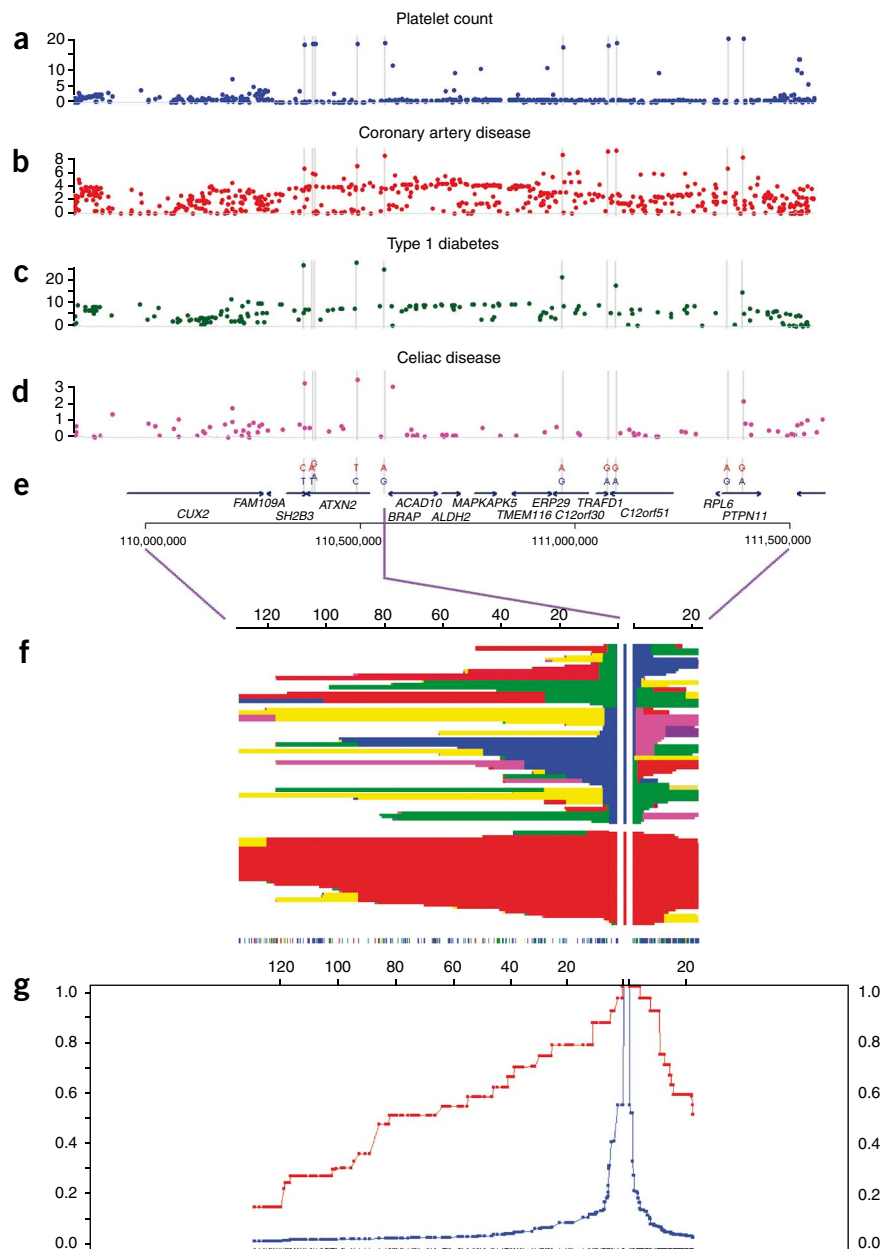 Platelet count
a
20
10
5
0
Coronary artery disease
b
8
6
4
2
0
Type 1 diabetes
c
20
10
0
Celiac disease
d
3
2
1
0
C A G T A A G G A G
e
T T A C G G A A G A
FAM109A ATXN2 ACAD10 MAPKAPK5 ERP29 TRAFD1 RPL6
CUX2 SH2B3 BRAP ALDH2 TMEM116 C12orf30 C12orf51 PTPN11
110,000,000 110,500,000 111,000,000 111,500,000
120 100 80 60 40 20 20
f
120 100 80 60 40 20 20
g
1.0 1.0
0.8 0.8
0.6 0.6
0.4 0.4
0.2 0.2
0.0 0.0